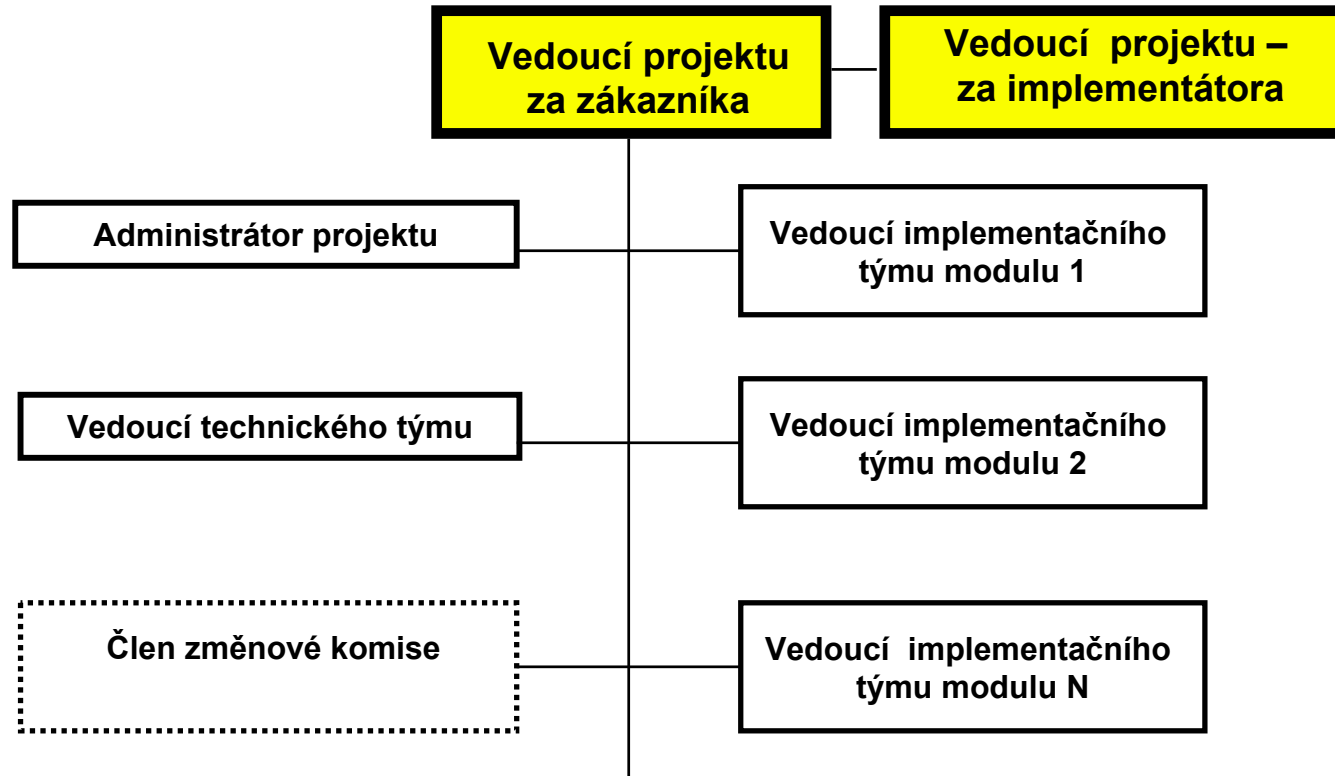 Vedoucí projektu
za zákazníka
Vedoucí projektu –
za implementátora
Administrátor projektu
Vedoucí implementačního
týmu modulu 1
Vedoucí technického týmu
Vedoucí implementačního
týmu modulu 2
Člen změnové komise
Vedoucí implementačního
týmu modulu N